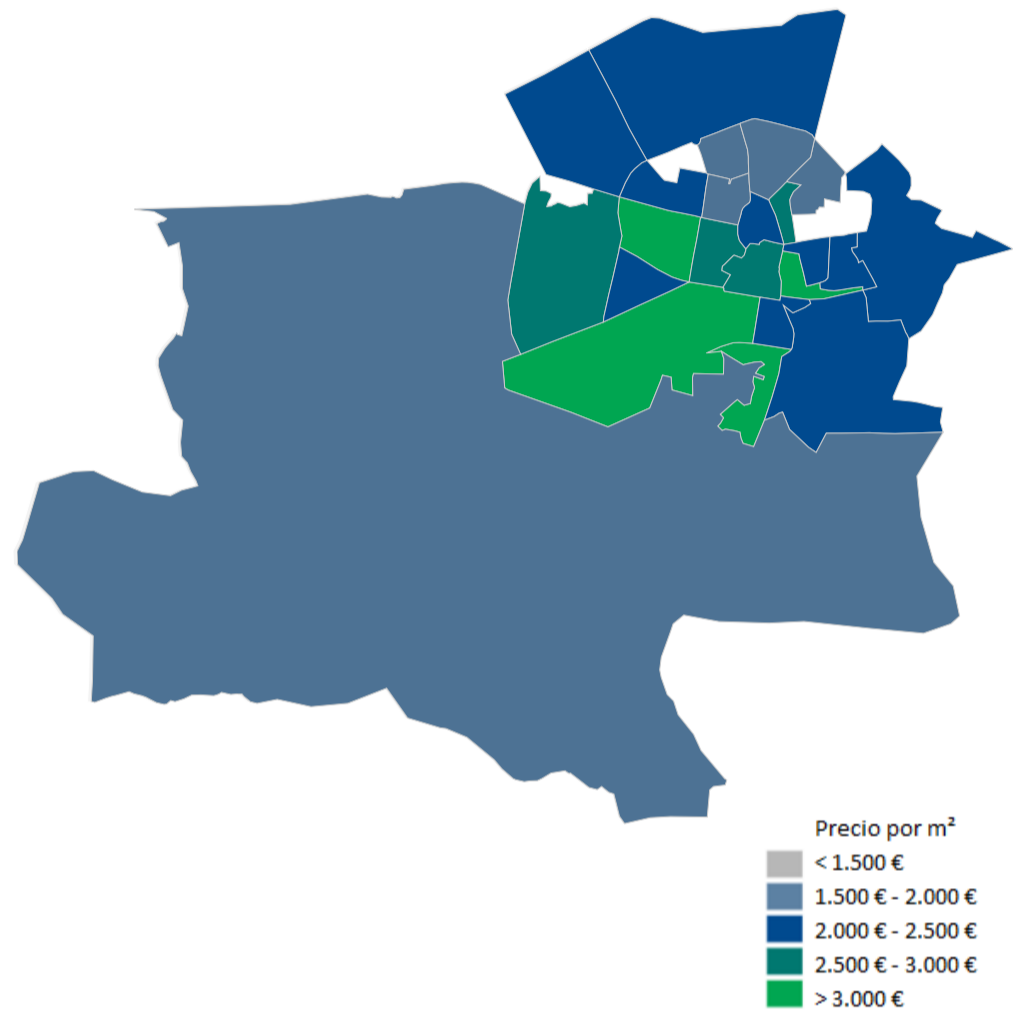 Precio por m²
< 1.500 €
1.500 € - 2.000 €
2.000 € - 2.500 €
2.500 € - 3.000 €
> 3.000 €